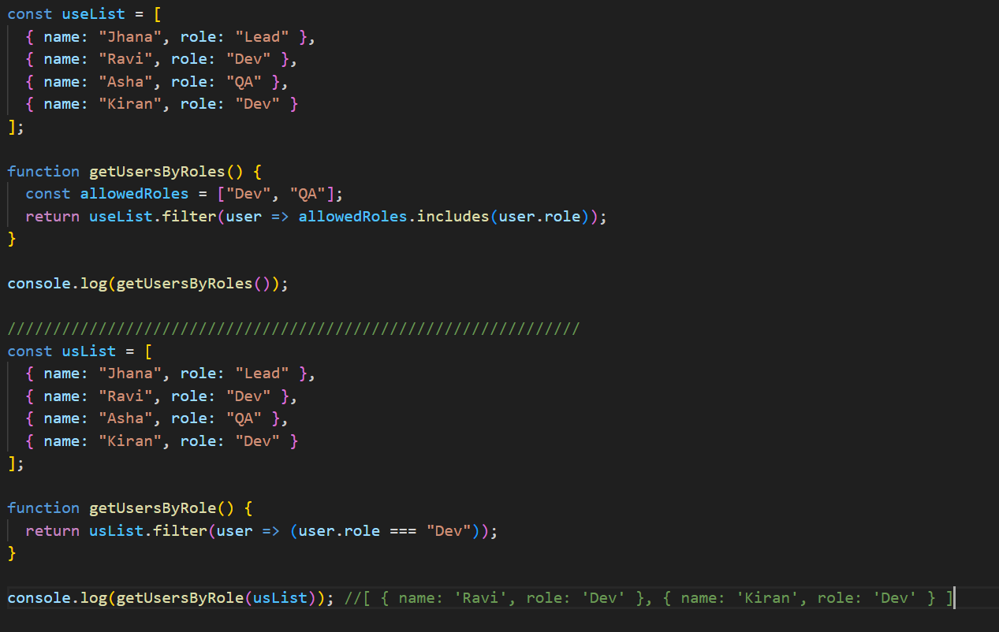 const useList = [
  { name: "Jhana", role: "Lead" },
  { name: "Ravi", role: "Dev" },
  { name: "Asha", role: "QA" },
  { name: "Kiran", role: "Dev" }
];

function getUsersByRoles() {
  const allowedRoles = ["Dev", "QA"];
  return useList.filter(user => allowedRoles.includes(user.role));
}

console.log(getUsersByRoles());

///////////////////////////////////////////////////////////////
const usList = [
  { name: "Jhana", role: "Lead" },
  { name: "Ravi", role: "Dev" },
  { name: "Asha", role: "QA" },
  { name: "Kiran", role: "Dev" }
];

function getUsersByRole() {
  return usList.filter(user => (user.role === "Dev"));
}

console.log(getUsersByRole(usList)); //[ { name: 'Ravi', role: 'Dev' }, { name: 'Kiran', role: 'Dev' } ]